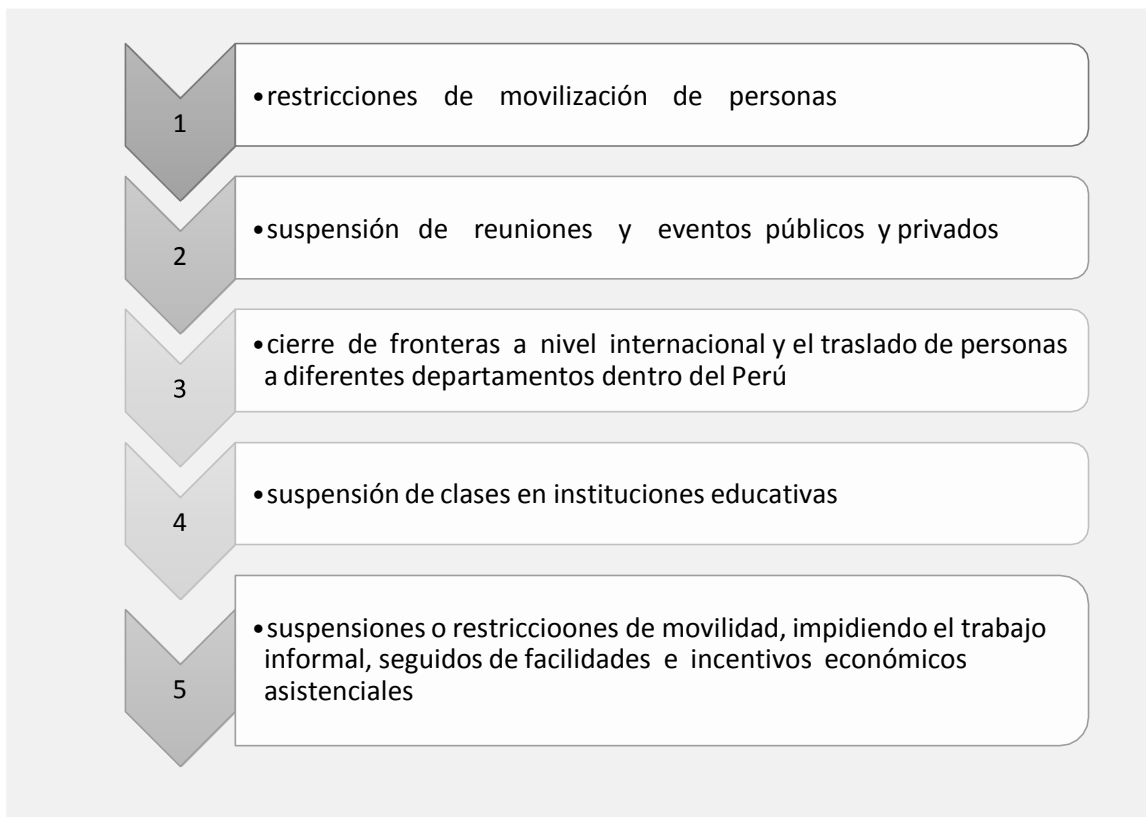 1
•restricciones de movilización de personas
2
•suspensión de reuniones y eventos públicos y privados
3
•cierre de fronteras a nivel internacional y el traslado de personas
a diferentes departamentos dentro del Perú
4
•suspensión de clases en instituciones educativas
5
•suspensiones o restriccioones de movilidad, impidiendo el trabajo
informal, seguidos de facilidades e incentivos económicos
asistenciales